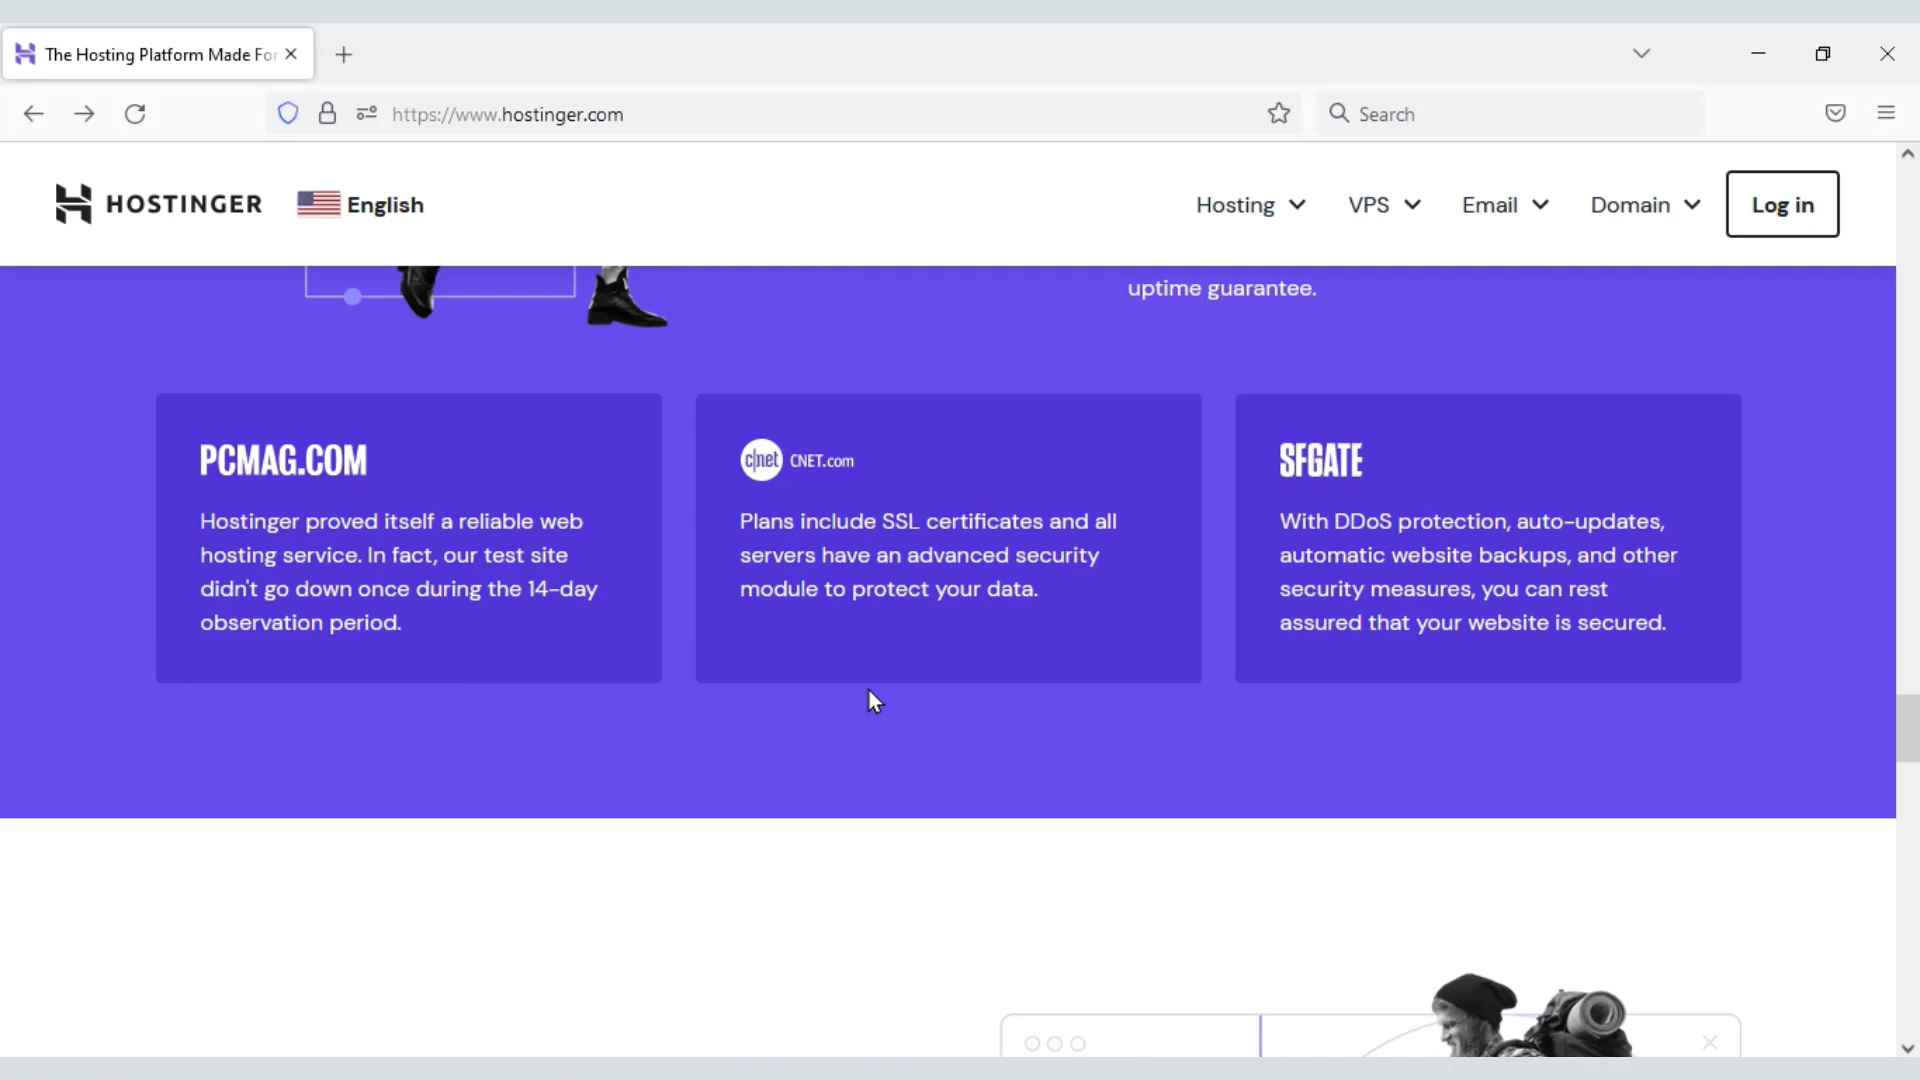 The Hosting Platform Made For
https://www.hostinger.com
Search
HOSTINGER
English
Hosting
VPS
Email
Domain
Log in
uptime guarantee.
PCMAG.COM
Hostinger proved itself a reliable web
hosting service. In fact, our test site
didn't go down once during the 14-day
observation period.
c|net CNET.com
Plans include SSL certificates and all
servers have an advanced security
module to protect your data.
SFGATE
With DDoS protection, auto-updates,
automatic website backups, and other
security measures, you can rest
assured that your website is secured.